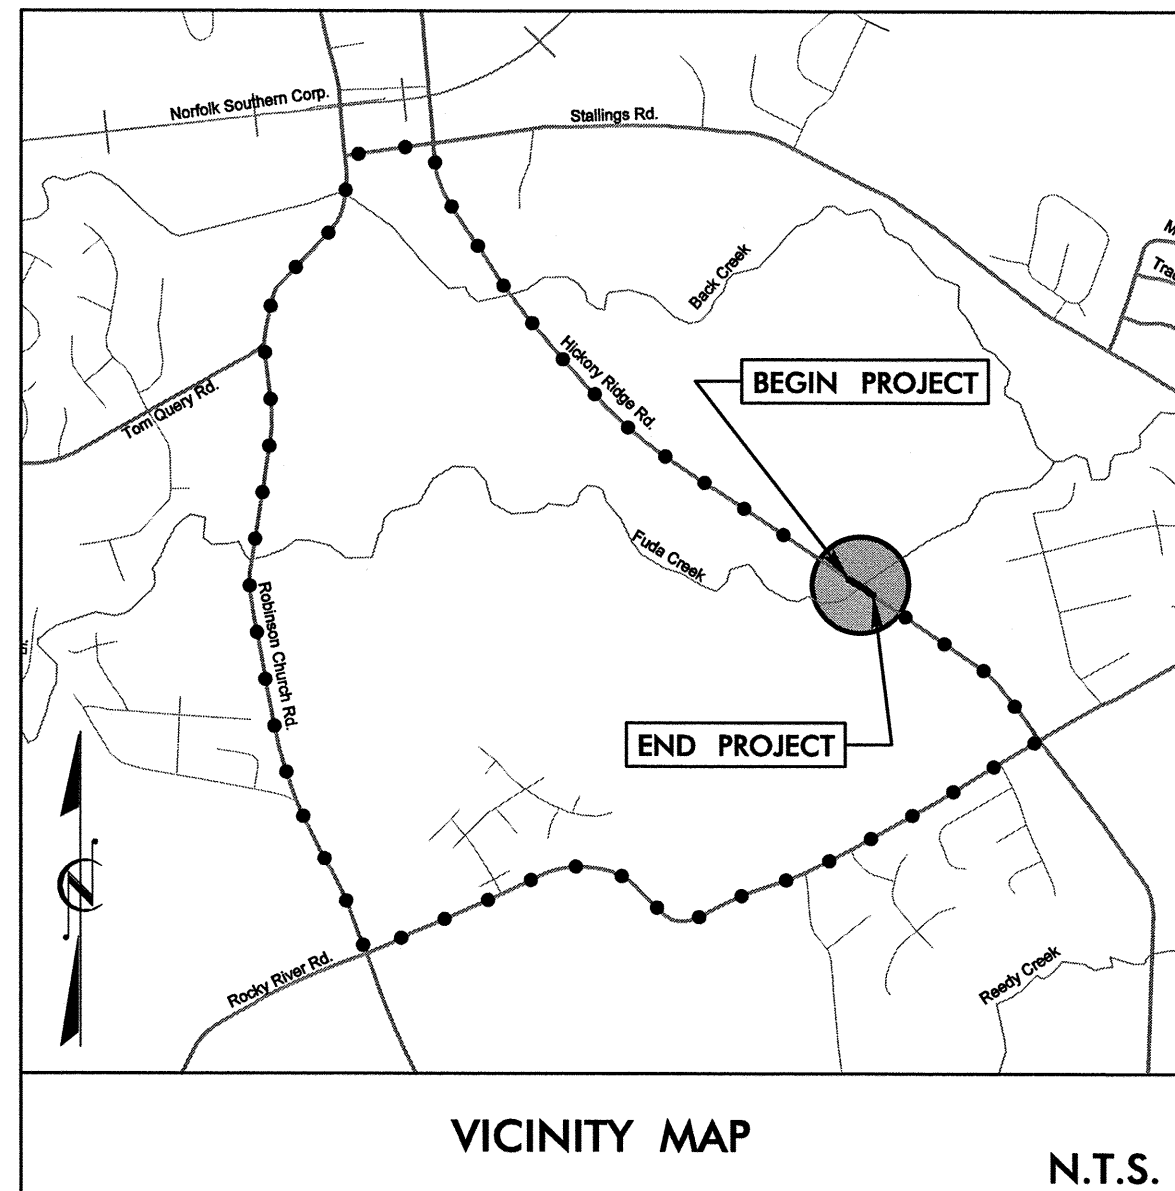 Norfolk Southern Corp.
Stallings Rd.
Back Creek
Hickory Ridge Rd.
BEGIN PROJECT
Tom Query Rd.
Fuda Creek
Robinson Church Rd.
END PROJECT
Rocky River Rd.
Reedy Creek
VICINITY MAP
N.T.S.